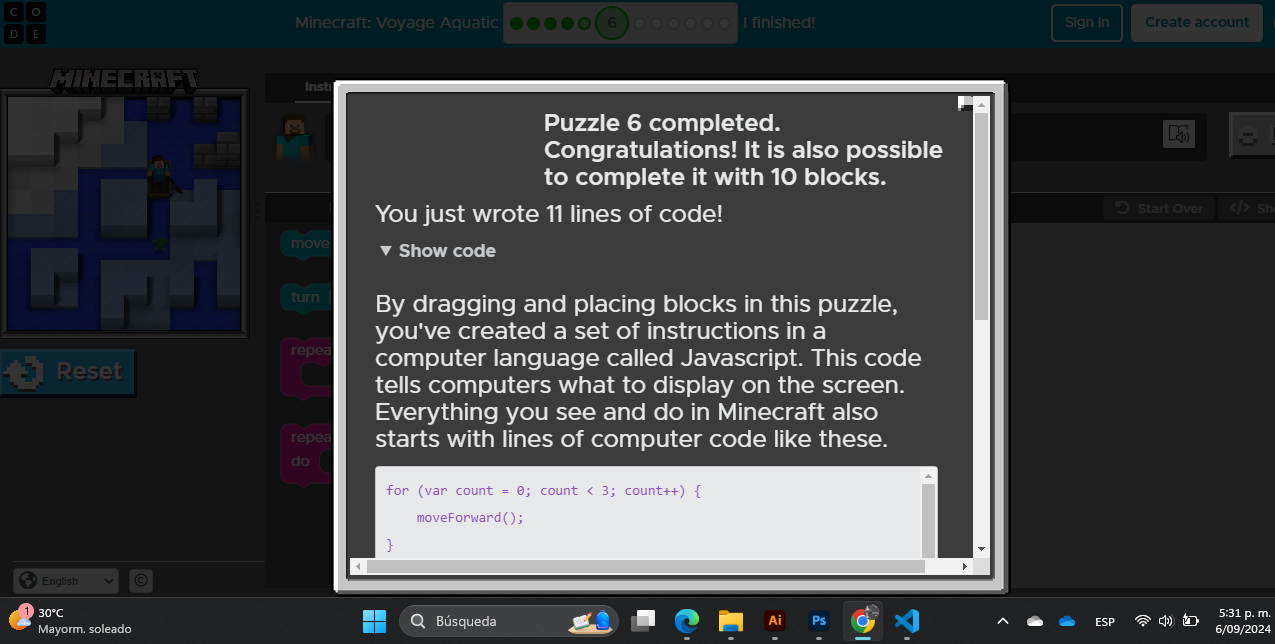 C O
D E
Minecraft: Voyage Aquatic
6
I finished!
Sign in
Create account
MINECRAFT
Instr
Puzzle 6 completed.
Congratulations! It is also possible
to complete it with 10 blocks.
You just wrote 11 lines of code!
▼ Show code
Start Over
</> Sh
move
turn
repea
repea
do
By dragging and placing blocks in this puzzle,
you've created a set of instructions in a
computer language called Javascript. This code
tells computers what to display on the screen.
Everything you see and do in Minecraft also
starts with lines of computer code like these.
for (var count = 0; count < 3; count++) {
moveForward();
}
Reset
English
©
1
30°C
Mayorm. soleado
Búsqueda
Ai
Ps
ESP
5:31 p. m.
6/09/2024